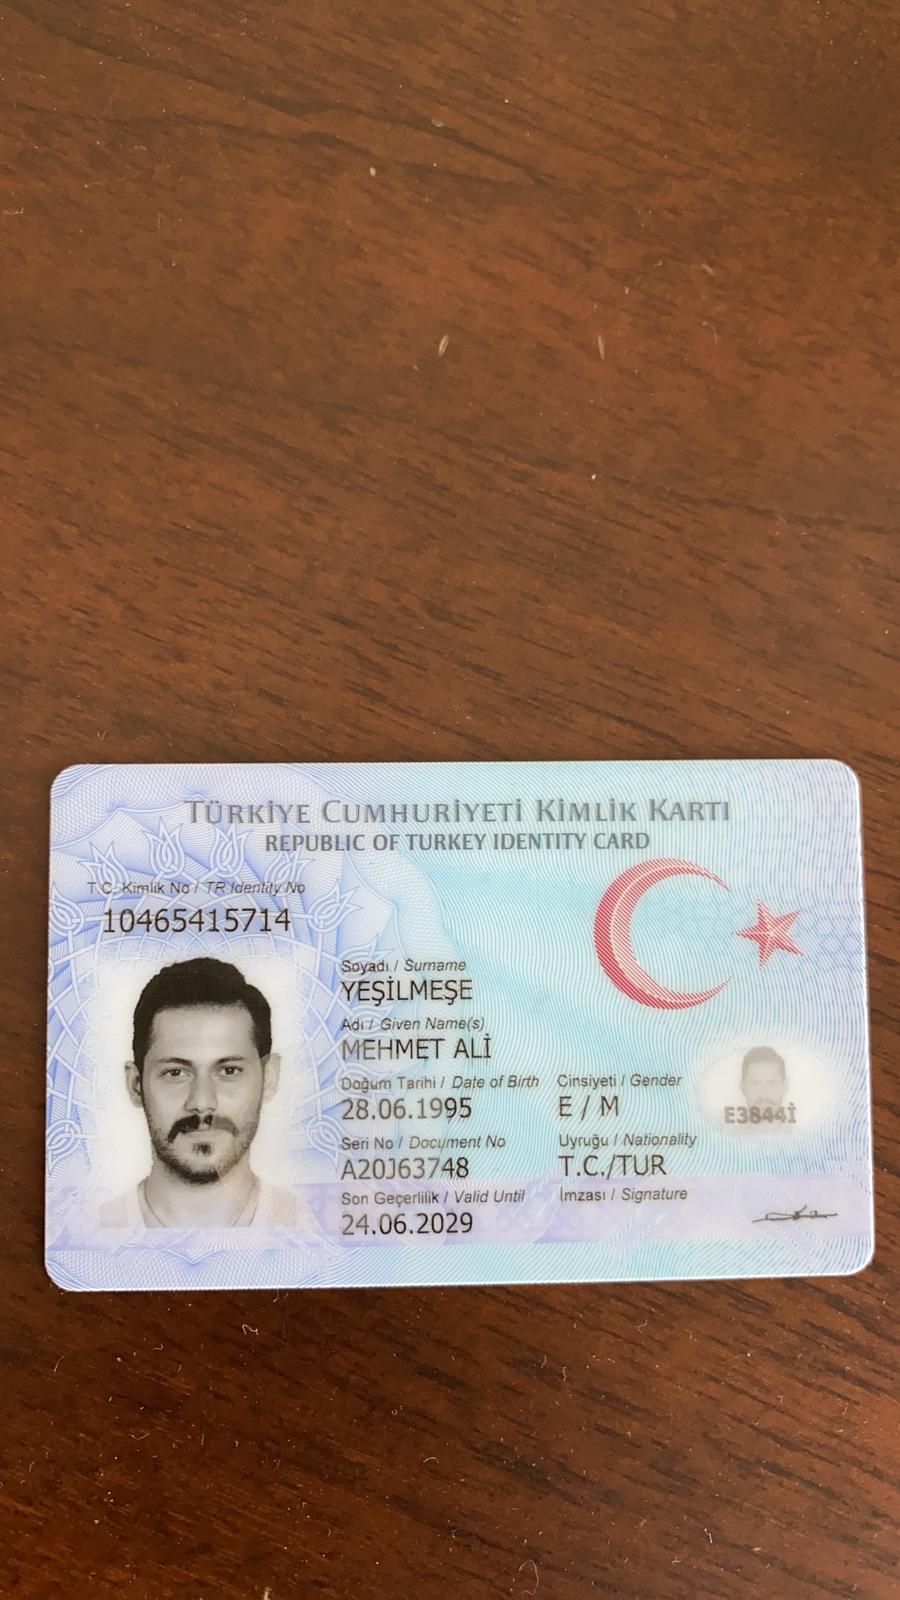 TÜRKİYE CUMHURİYETİ KİMLİK KARTI
REPUBLIC OF TURKEY IDENTITY CARD
T.C. Kimlik No / TR Identity No
10465415714
Soyadı / Surname
YEŞİLMEŞE
Adı / Given Name(s)
MEHMET ALİ
Doğum Tarihi / Date of Birth Cinsiyeti / Gender
28.06.1995 E / M
E3844İ
Seri No / Document No Uyruğu / Nationality
A20J63748 T.C./TUR
Son Geçerlilik / Valid Until İmzası / Signature
24.06.2029